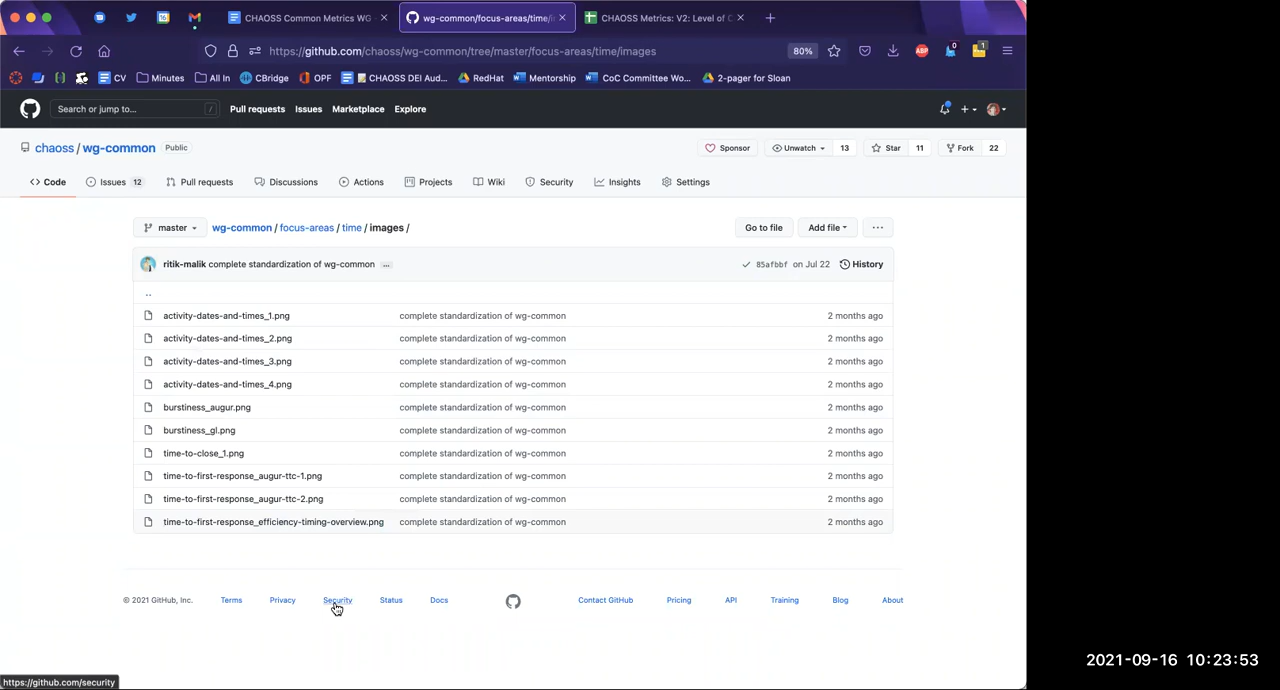 CHAOSS Common Metrics WG - wg-common/focus-areas/time/i CHAOSS Metrics: V2: Level of C
https://github.com/chaoss/wg-common/tree/master/focus-areas/time/images 80% 0 1
CV Minutes All In CBridge OPF CHAOSS DEI Aud... RedHat Mentorship CoC Committee Wo... 2-pager for Sloan
Search or jump to... / Pull requests Issues Marketplace Explore
chaoss / wg-common Public Sponsor Unwatch 13 Star 11 Fork 22
Code Issues 12 Pull requests Discussions Actions Projects Wiki Security Insights Settings
master wg-common / focus-areas / time / images / Go to file Add file ...
ritik-malik complete standardization of wg-common ... 85afbbf on Jul 22 History
..
activity-dates-and-times_1.png complete standardization of wg-common 2 months ago
activity-dates-and-times_2.png complete standardization of wg-common 2 months ago
activity-dates-and-times_3.png complete standardization of wg-common 2 months ago
activity-dates-and-times_4.png complete standardization of wg-common 2 months ago
burstiness_augur.png complete standardization of wg-common 2 months ago
burstiness_gl.png complete standardization of wg-common 2 months ago
time-to-close_1.png complete standardization of wg-common 2 months ago
time-to-first-response_augur-ttc-1.png complete standardization of wg-common 2 months ago
time-to-first-response_augur-ttc-2.png complete standardization of wg-common 2 months ago
time-to-first-response_efficiency-timing-overview.png complete standardization of wg-common 2 months ago
© 2021 GitHub, Inc. Terms Privacy Security Status Docs Contact GitHub Pricing API Training Blog About
2021-09-16 10:23:53
https://github.com/security